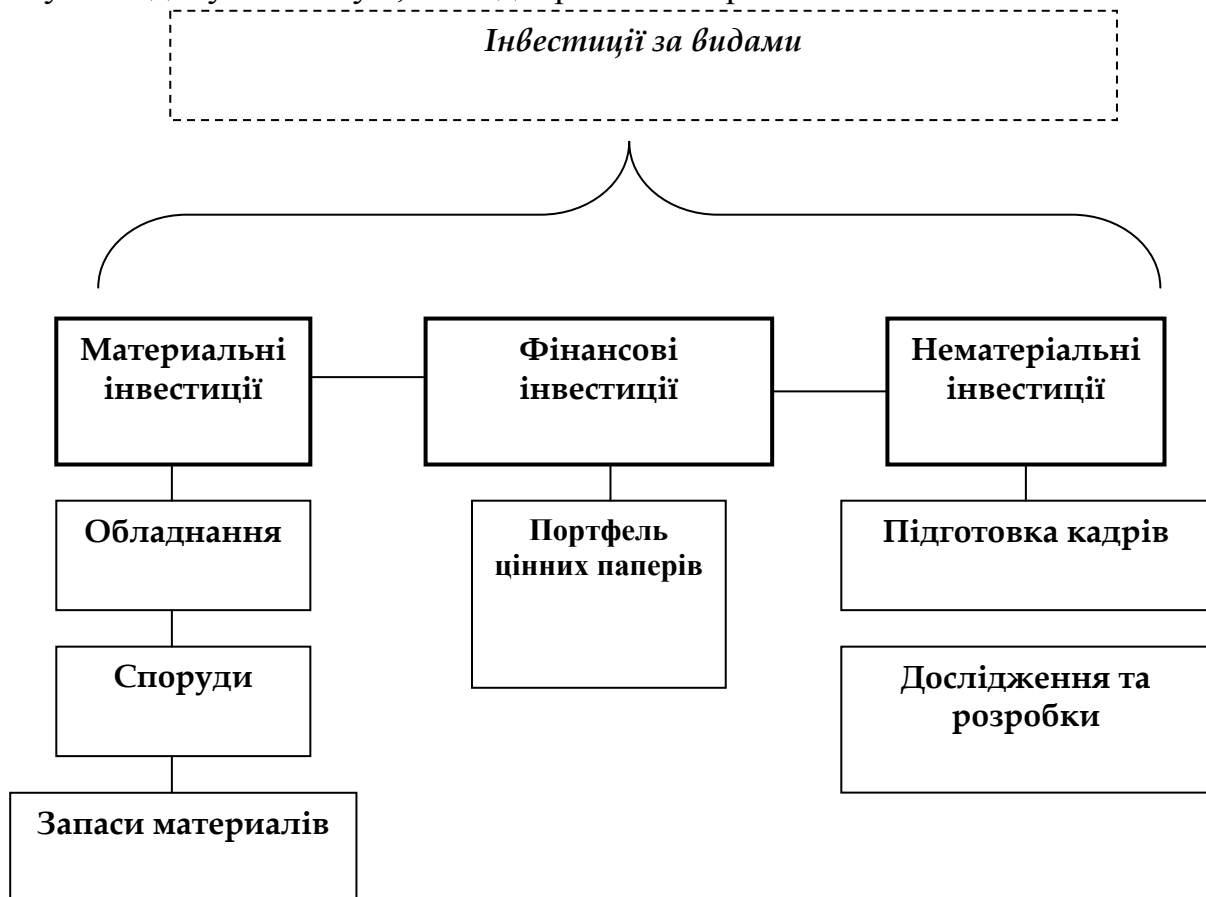 Інвестиції за видами
Материальні
інвестиції
Фінансові
інвестиції
Нематеріальні
інвестиції
Обладнання
Портфель
цінних паперів
Підготовка кадрів
Споруди
Дослідження та
розробки
Запаси материалів